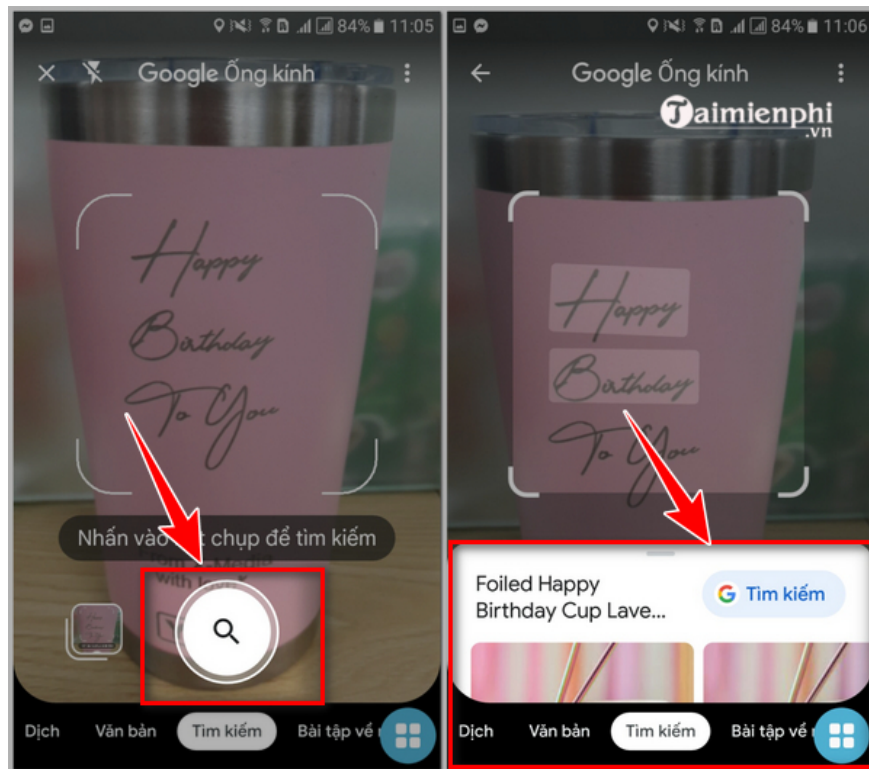 84% 11:05
Google Ống kính
Happy
Birthday
To You
Nhấn vào chụp để tìm kiếm
with
Dịch Văn bản Tìm kiếm Bài tập về
84% 11:06
Google Ống kính
Taimienphi
.vn
Happy
Birthday
To You
Foiled Happy
Birthday Cup Lave...
G Tìm kiếm
Dịch Văn bản Tìm kiếm Bài tập về